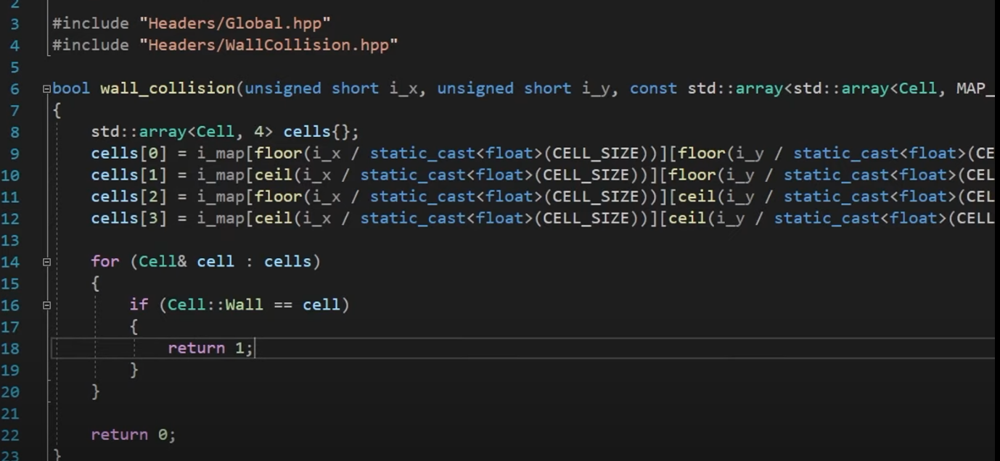 2
3 #include "Headers/Global.hpp"
4 #include "Headers/WallCollision.hpp"
5
6 bool wall_collision(unsigned short i_x, unsigned short i_y, const std::array<std::array<Cell, MAP_
7 {
8 std::array<Cell, 4> cells{};
9 cells[0] = i_map[floor(i_x / static_cast<float>(CELL_SIZE))][floor(i_y / static_cast<float>(CE
10 cells[1] = i_map[ceil(i_x / static_cast<float>(CELL_SIZE))][floor(i_y / static_cast<float>(CEL
11 cells[2] = i_map[floor(i_x / static_cast<float>(CELL_SIZE))][ceil(i_y / static_cast<float>(CEL
12 cells[3] = i_map[ceil(i_x / static_cast<float>(CELL_SIZE))][ceil(i_y / static_cast<float>(CELL
13
14 for (Cell& cell : cells)
15 {
16 if (Cell::Wall == cell)
17 {
18 return 1;
19 }
20 }
21
22 return 0;
23 }